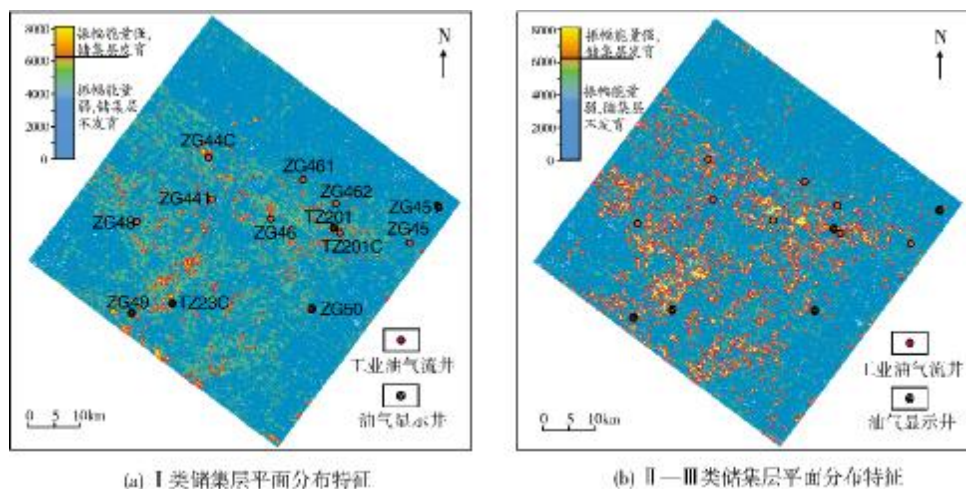 8000
6000
4000
2000
0
振幅能量强,
储集层发育
振幅能量
弱,储集层
不发育
N
ZG44C
ZG461
ZG441
ZG462
ZG45
ZG48
TZ201
ZG46
ZG45
TZ201C
ZG49
TZ23C
ZG50
工业油气流井
油气显示井
0 5 10km
(a) Ⅱ类储集层平面分布特征
8000
6000
4000
2000
0
振幅能量强,
储集层发育
振幅能量
弱,储集层
不发育
N
工业油气流井
油气显示井
0 5 10km
(b) Ⅱ—Ⅲ类储集层平面分布特征